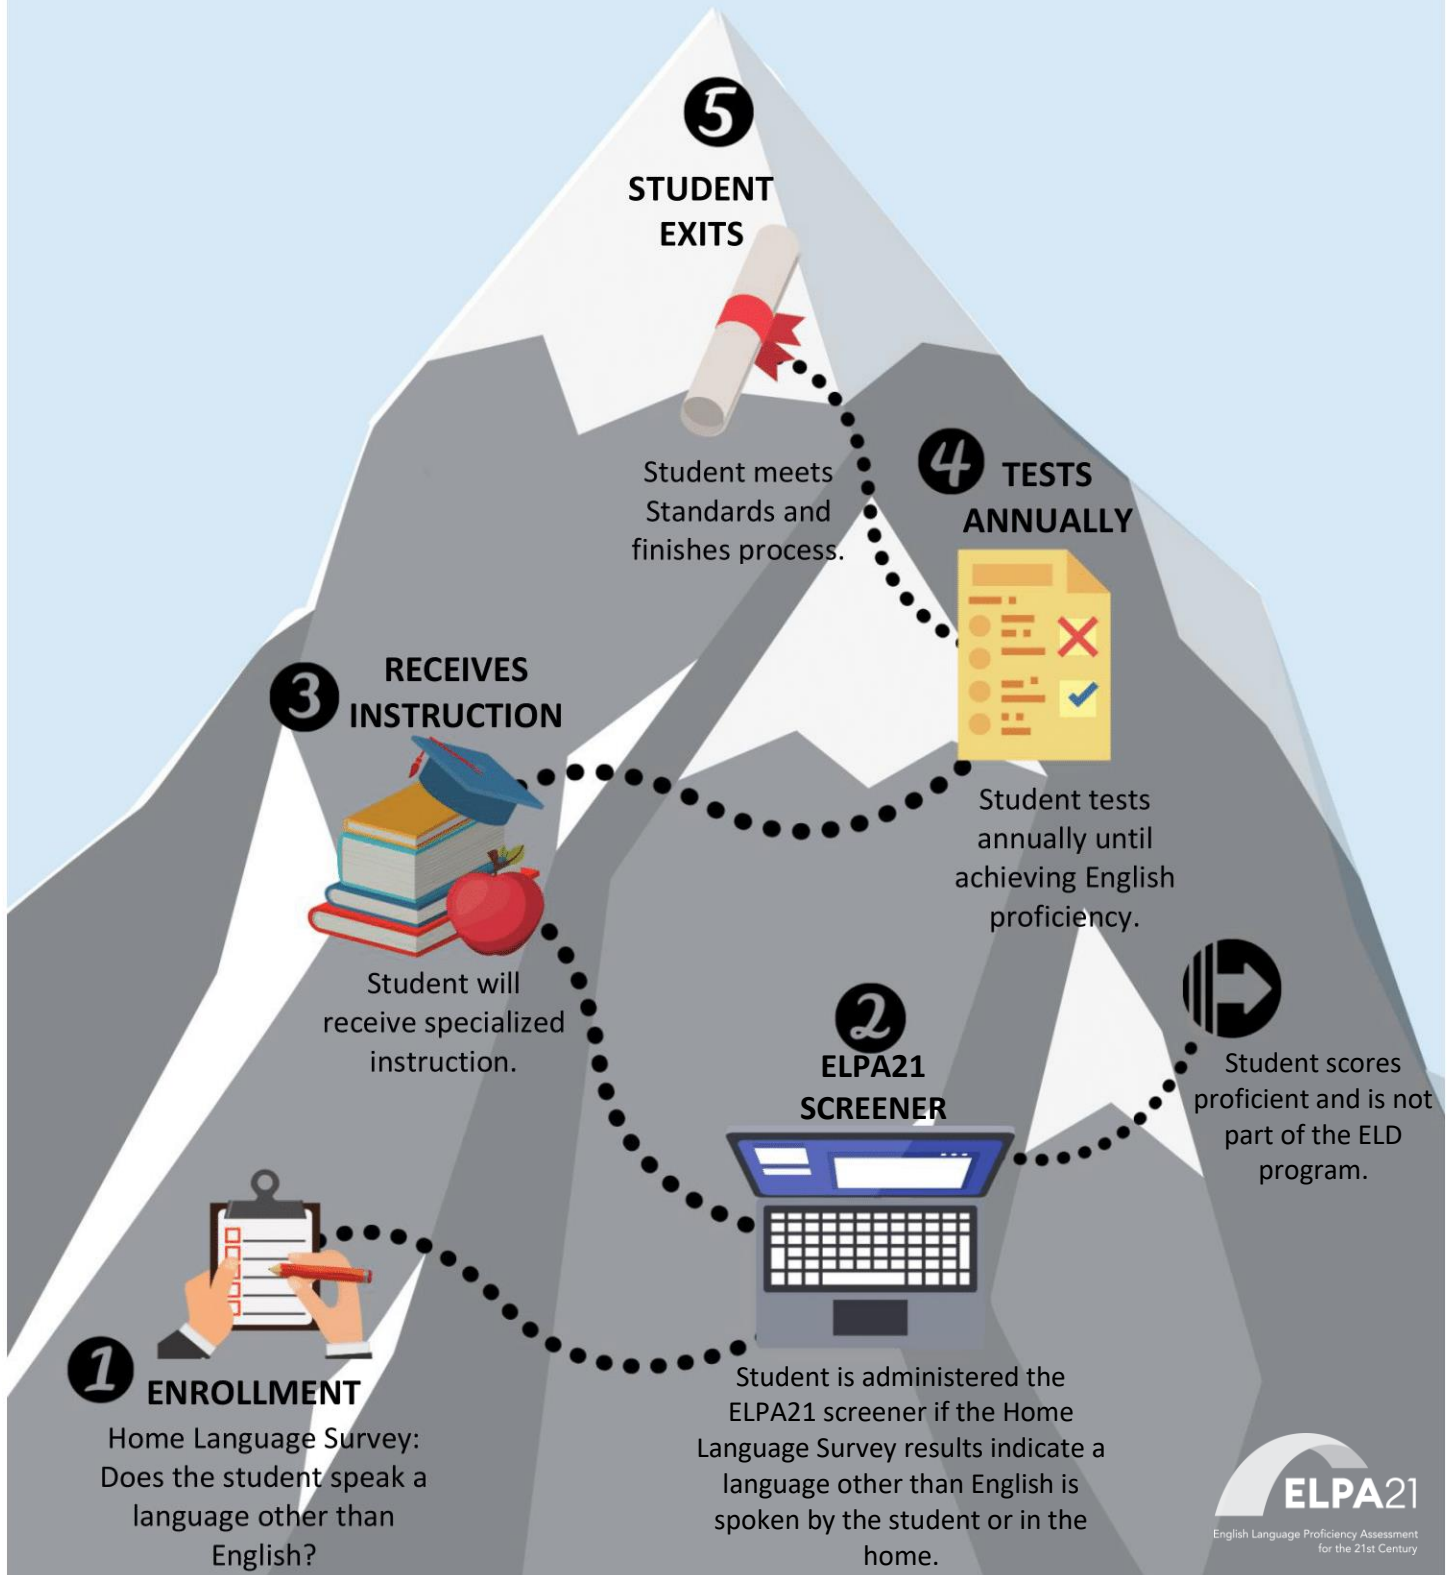 5
STUDENT
EXITS
Student meets
Standards and
finishes process.
4
TESTS
ANNUALLY
Student tests
annually until
achieving English
proficiency.
3
RECEIVES
INSTRUCTION
Student will
receive specialized
instruction.
2
ELPA21
SCREENER
Student is administered the
ELPA21 screener if the Home
Language Survey results indicate a
language other than English is
spoken by the student or in the
home.
Student scores
proficient and is not
part of the ELD
program.
1
ENROLLMENT
Home Language Survey:
Does the student speak a
language other than
English?
ELPA21
English Language Proficiency Assessment
for the 21st Century